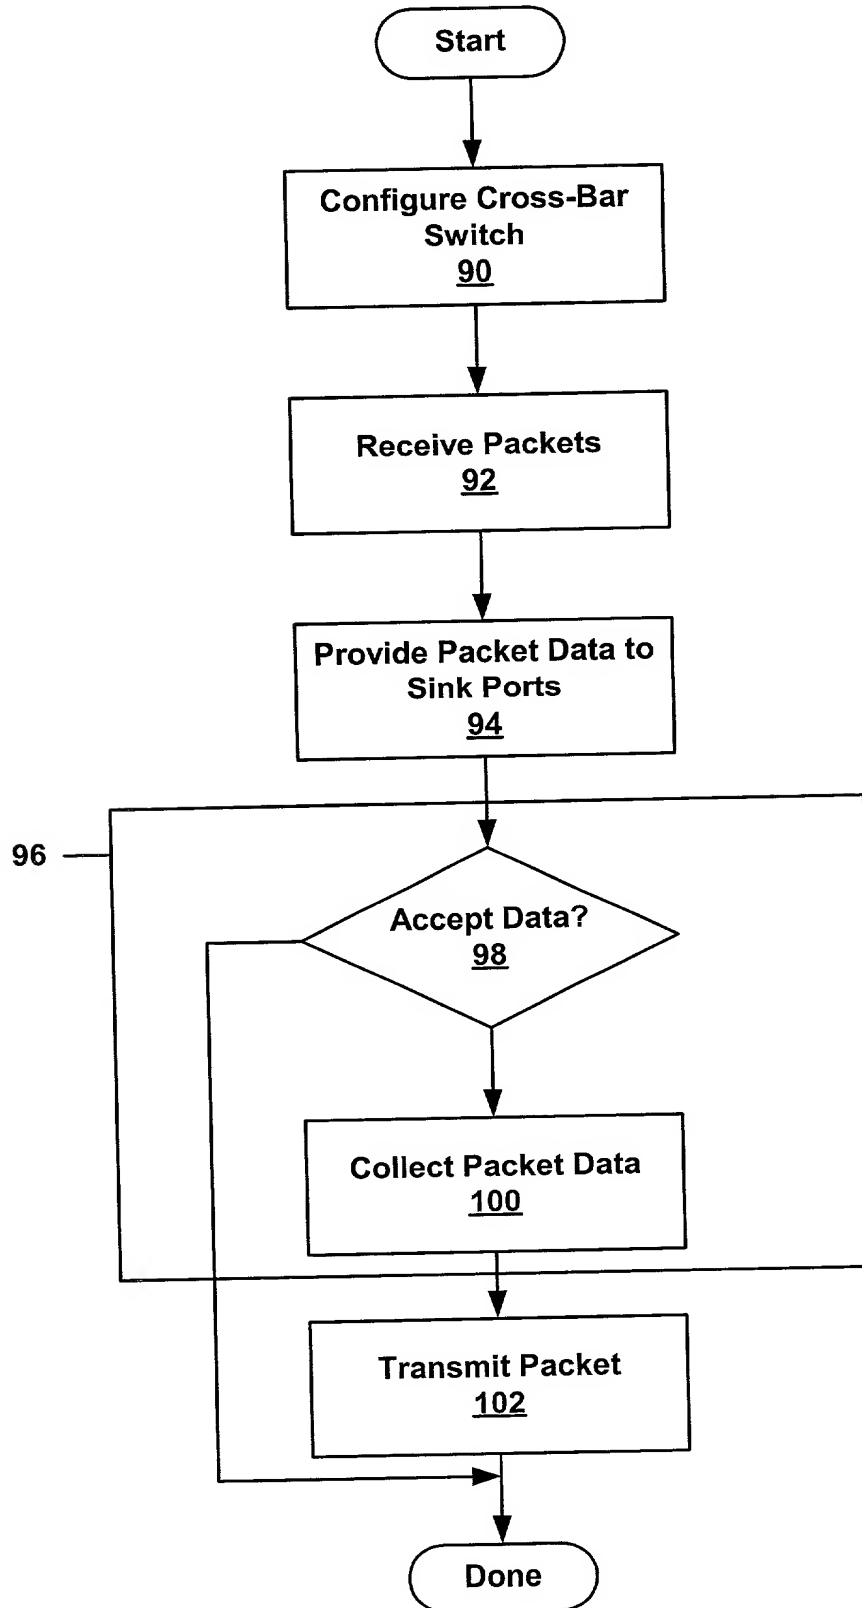 Start
Configure Cross-Bar
Switch
90
Receive Packets
92
Provide Packet Data to
Sink Ports
94
96
Accept Data?
98
Collect Packet Data
100
Transmit Packet
102
Done